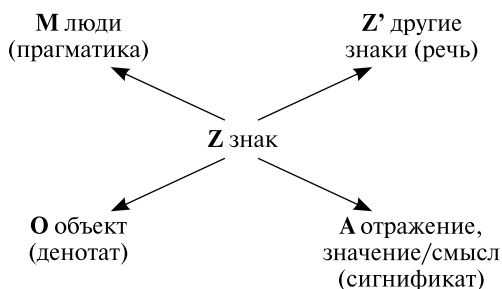 M люди
(прагматика)
Z’ другие
знаки (речь)
Z знак
O объект
(денотат)
A отражение,
значение/смысл
(сигнификат)